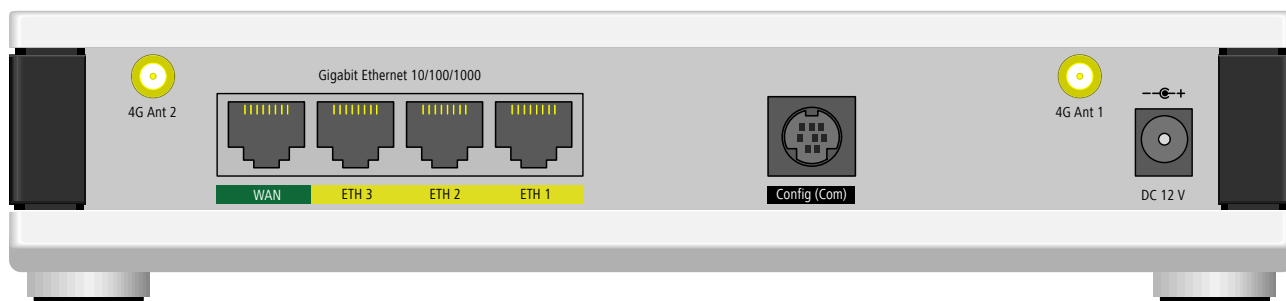 Gigabit Ethernet 10/100/1000
4G Ant 2
4G Ant 1
WAN
ETH 3
ETH 2
ETH 1
Config (Com)
DC 12 V